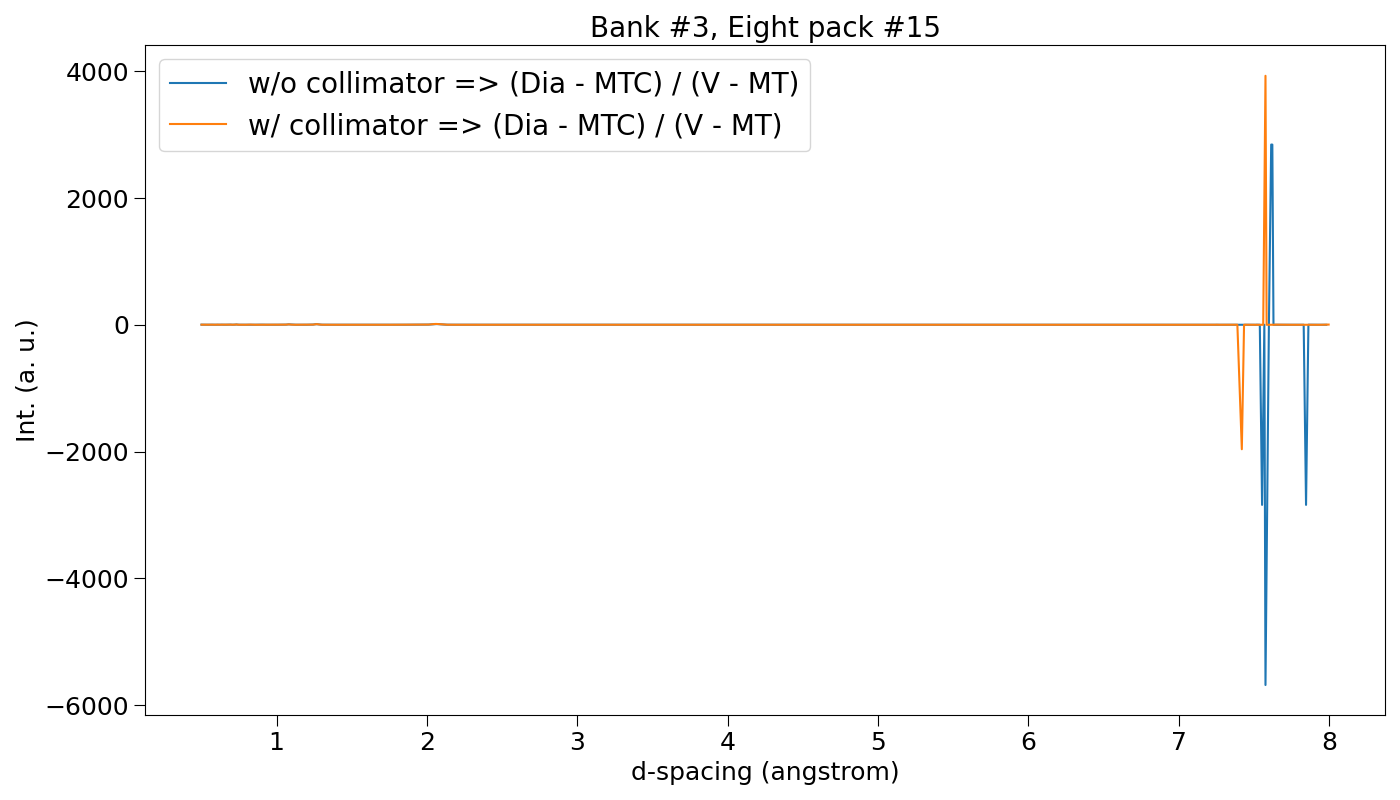 Bank #3, Eight pack #15
w/o collimator => (Dia - MTC) / (V - MT)
w/ collimator => (Dia - MTC) / (V - MT)
Int. (a. u.)
4000
2000
0
−2000
−4000
−6000
1 2 3 4 5 6 7 8
d-spacing (angstrom)